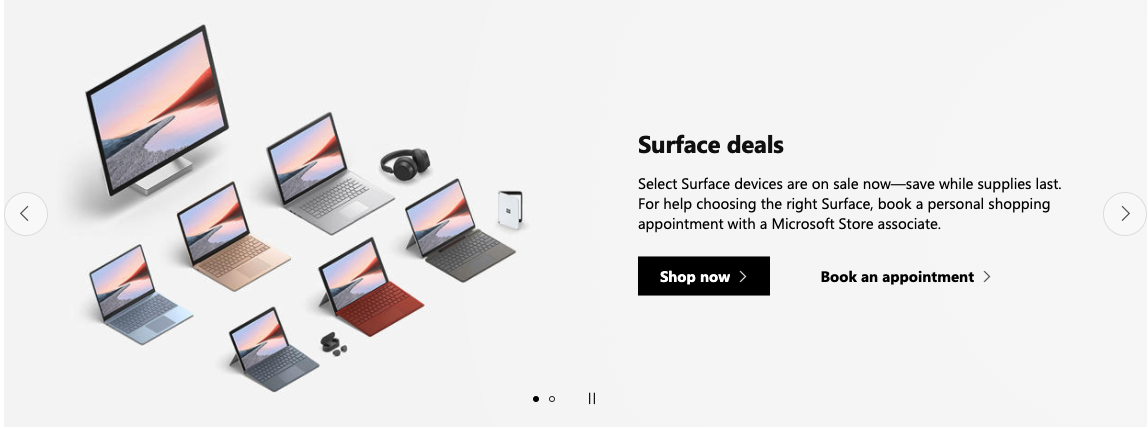 Surface deals
Select Surface devices are on sale now—save while supplies last.
For help choosing the right Surface, book a personal shopping
appointment with a Microsoft Store associate.
Shop now
Book an appointment